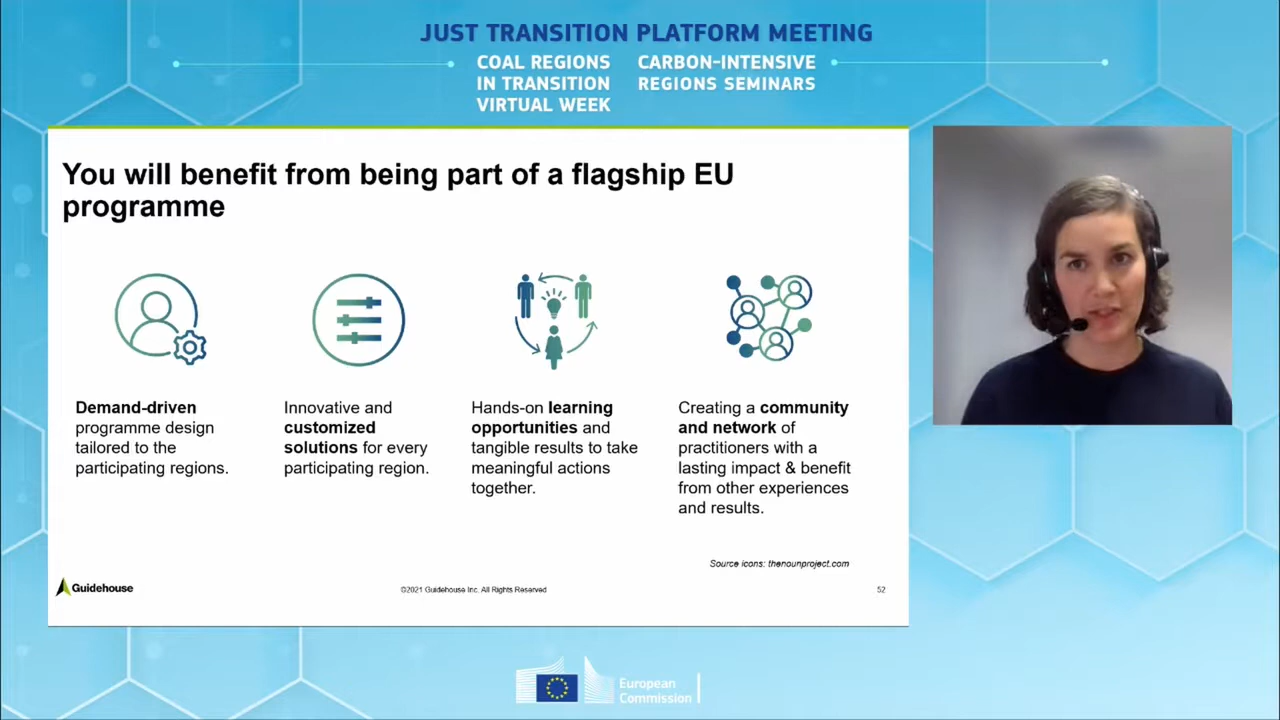 JUST TRANSITION PLATFORM MEETING
COAL REGIONS
IN TRANSITION
VIRTUAL WEEK
CARBON-INTENSIVE
REGIONS SEMINARS
You will benefit from being part of a flagship EU
programme
Demand-driven
programme design
tailored to the
participating regions.
Innovative and
customized
solutions for every
participating region.
Hands-on learning
opportunities and
tangible results to take
meaningful actions
together.
Creating a community
and network of
practitioners with a
lasting impact & benefit
from other experiences
and results.
Source icons: thenounproject.com
Guidehouse
©2021 Guidehouse Inc. All Rights Reserved
52
European
Commission